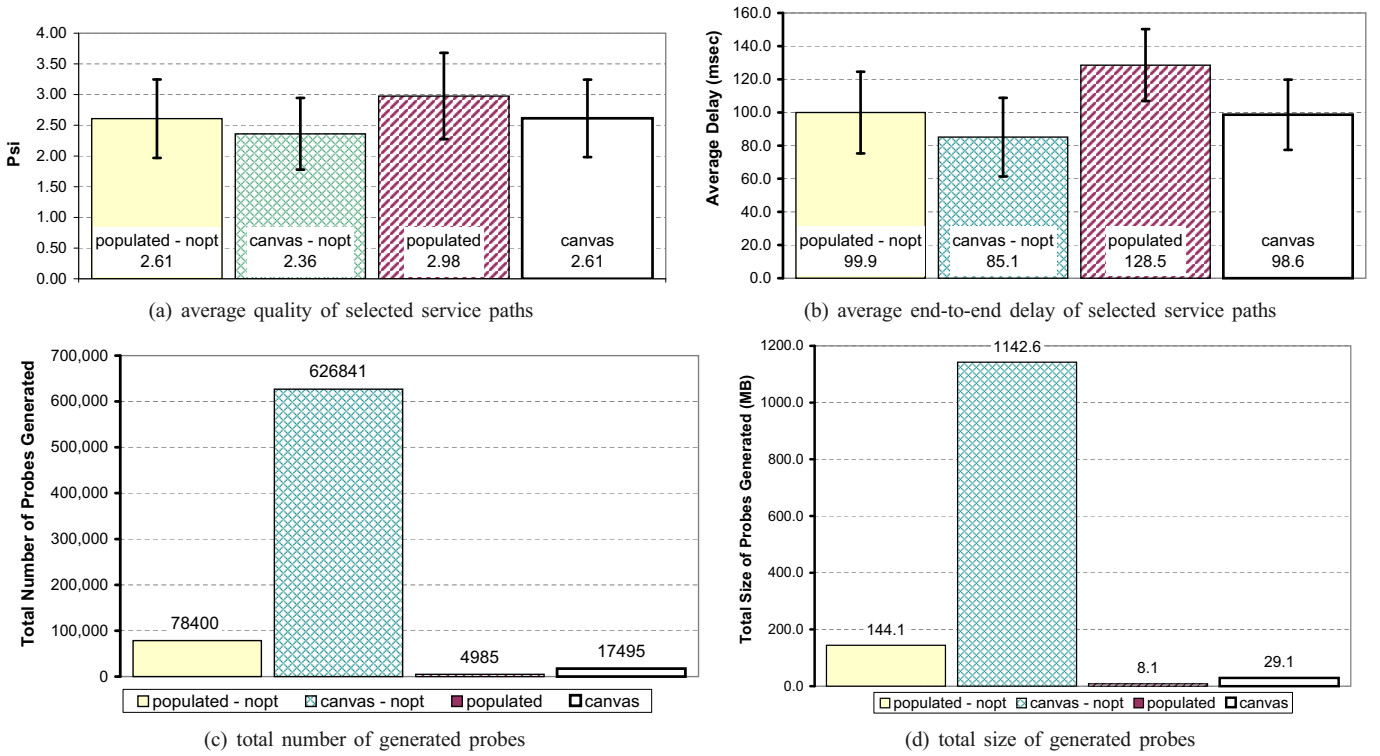 4.00
3.50
3.00
2.50
2.00
1.50
1.00
0.50
0.00
Psi
populated - nopt
2.61
canvas - nopt
2.36
populated
2.98
canvas
2.61
(a) average quality of selected service paths
160.0
140.0
120.0
100.0
80.0
60.0
40.0
20.0
0.0
Average Delay (msec)
populated - nopt
99.9
canvas - nopt
85.1
populated
128.5
canvas
98.6
(b) average end-to-end delay of selected service paths
700,000
600,000
500,000
400,000
300,000
200,000
100,000
0
Total Number of Probes Generated
78400
626841
4985
17495
populated - nopt
canvas - nopt
populated
canvas
(c) total number of generated probes
1200.0
1000.0
800.0
600.0
400.0
200.0
0.0
Total Size of Probes Generated (MB)
144.1
1142.6
8.1
29.1
populated - nopt
canvas - nopt
populated
canvas
(d) total size of generated probes